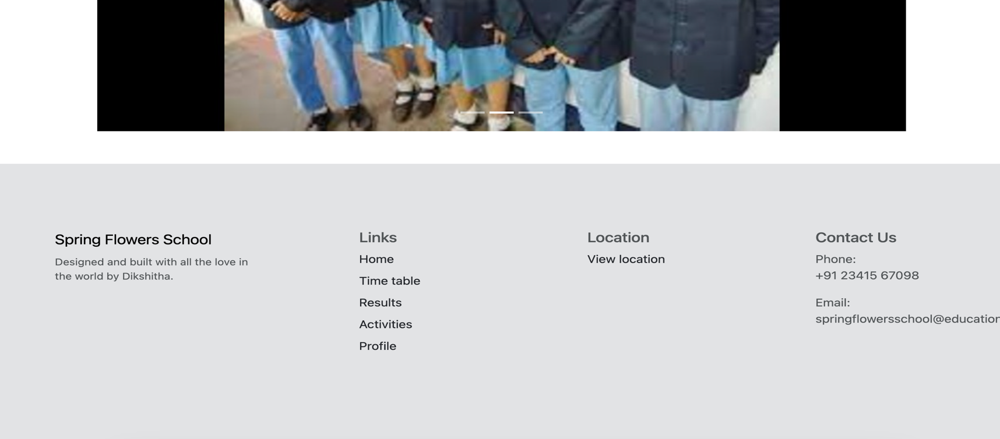 Spring Flowers School
Designed and built with all the love in
the world by Dikshitha.
Links
Home
Time table
Results
Activities
Profile
Location
View location
Contact Us
Phone:
+91 23415 67098
Email:
springflowersschool@education